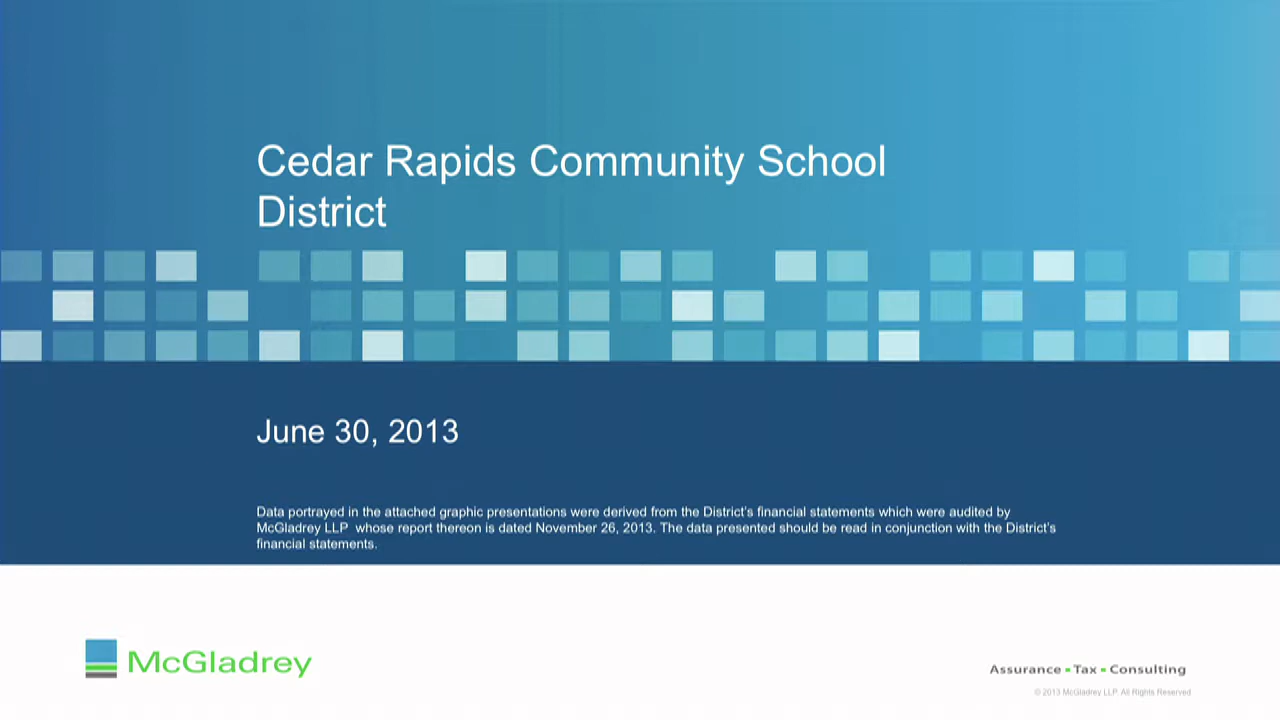 Cedar Rapids Community School
District
June 30, 2013
Data portrayed in the attached graphic presentations were derived from the District’s financial statements which were audited by
McGladrey LLP  whose report thereon is dated November 26, 2013. The data presented should be read in conjunction with the District’s
financial statements.
McGladrey
Assurance ▪ Tax ▪ Consulting
© 2013 McGladrey LLP. All Rights Reserved